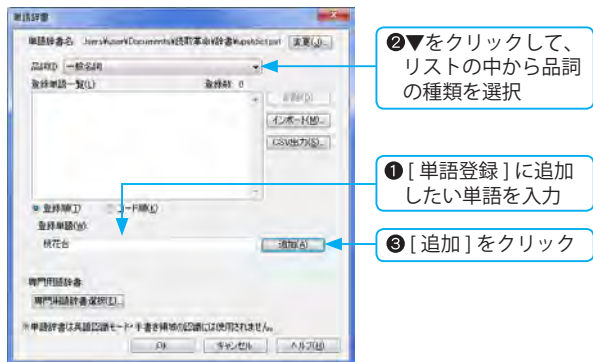 単語辞書
単語辞書名 :Users¥user¥Documents¥読取革命¥辞書¥upshdict.psrl 変更(J)...
品詞(P) 一般名詞
登録単語一覧(L) 登録数 0
削除(D)
インポート(M)...
CSV出力(S)...
登録順(T) コード順(K)
登録単語(W)
桃花台 追加(A)
専門用語辞書
専門用語辞書選択(E)...
※単語辞書は英語認識モード・手書き領域の認識には使用されません。
OK キャンセル ヘルプ(H)
❷▼をクリックして、
リストの中から品詞
の種類を選択
❶[ 単語登録 ] に追加
したい単語を入力
❸[ 追加 ] をクリック